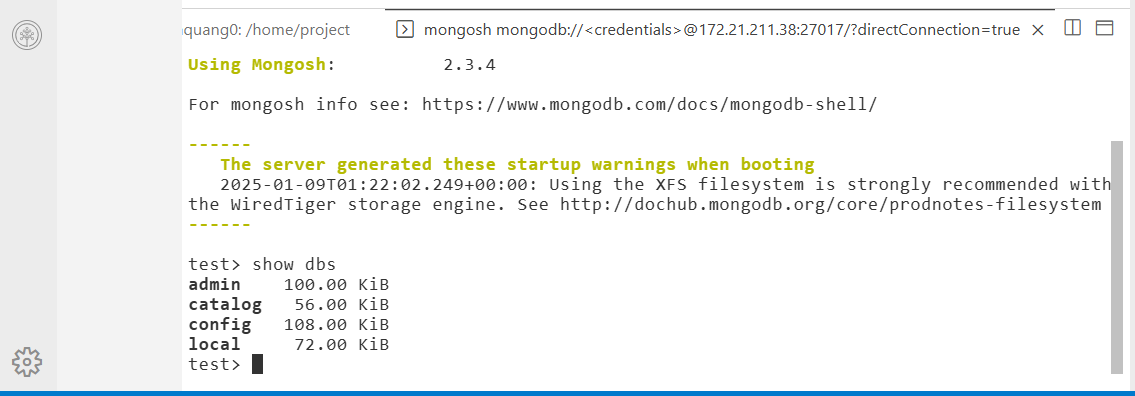 nquang0: /home/project
mongosh mongodb://<credentials>@172.21.211.38:27017/?directConnection=true
Using Mongosh: 2.3.4
For mongosh info see: https://www.mongodb.com/docs/mongodb-shell/
------
The server generated these startup warnings when booting
2025-01-09T01:22:02.249+00:00: Using the XFS filesystem is strongly recommended with
the WiredTiger storage engine. See http://dochub.mongodb.org/core/prodnotes-filesystem
------
test> show dbs
admin 100.00 KiB
catalog 56.00 KiB
config 108.00 KiB
local 72.00 KiB
test>